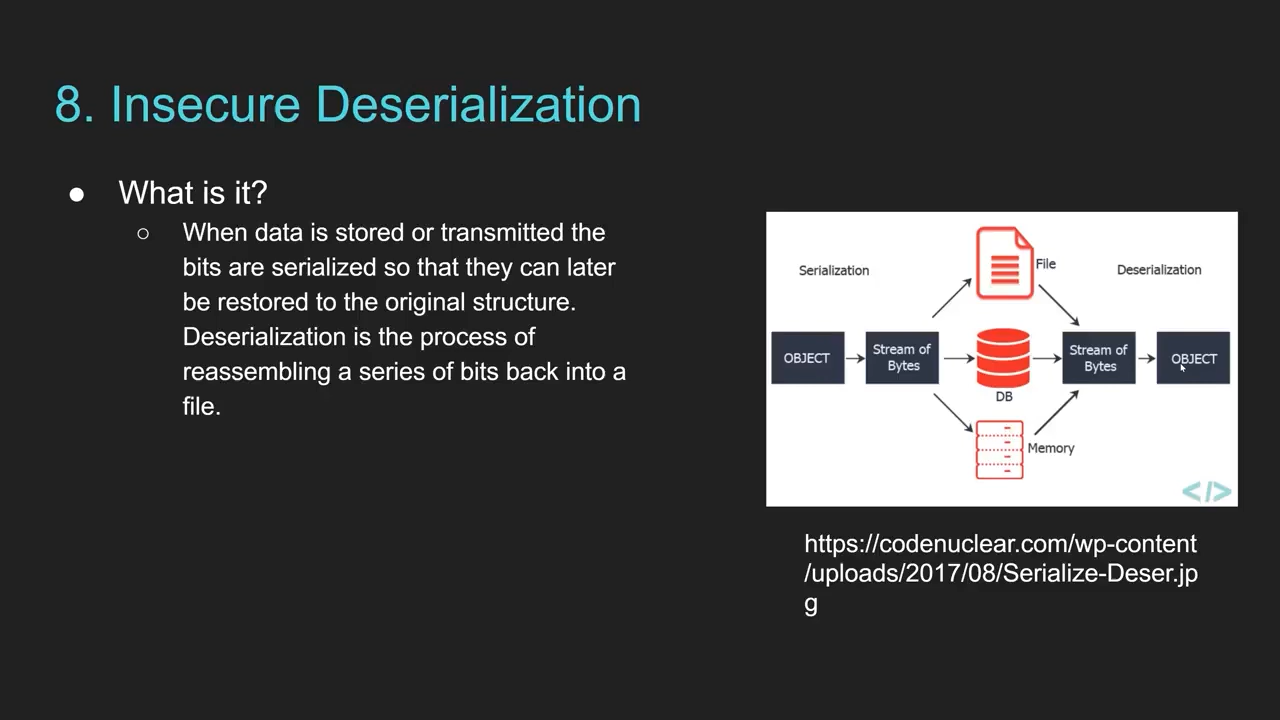 8. Insecure Deserialization
● What is it?
○ When data is stored or transmitted the
bits are serialized so that they can later
be restored to the original structure.
Deserialization is the process of
reassembling a series of bits back into a
file.
Serialization
File
Deserialization
OBJECT
Stream of
Bytes
DB
Stream of
Bytes
OBJECT
Memory
</>
https://codenuclear.com/wp-content
/uploads/2017/08/Serialize-Deser.jp
g